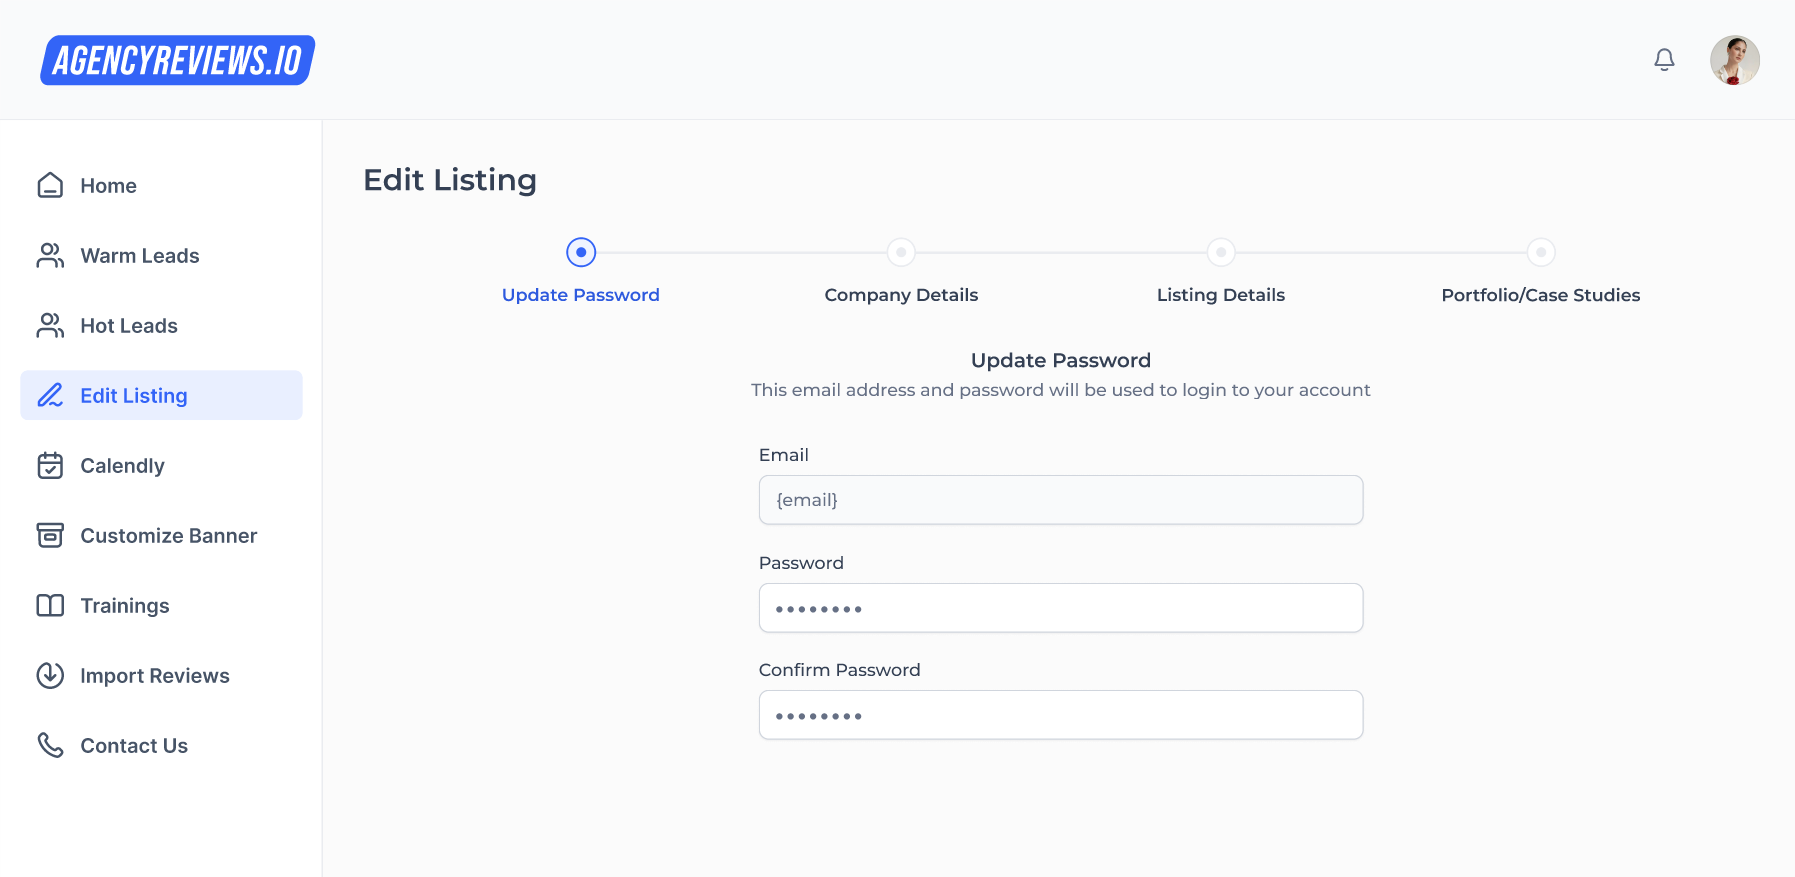 AGENCYREVIEWS.IO
Home
Warm Leads
Hot Leads
Edit Listing
Calendly
Customize Banner
Trainings
Import Reviews
Contact Us
Edit Listing
Update Password
Company Details
Listing Details
Portfolio/Case Studies
Update Password
This email address and password will be used to login to your account
Email
{email}
Password
••••••••
Confirm Password
••••••••